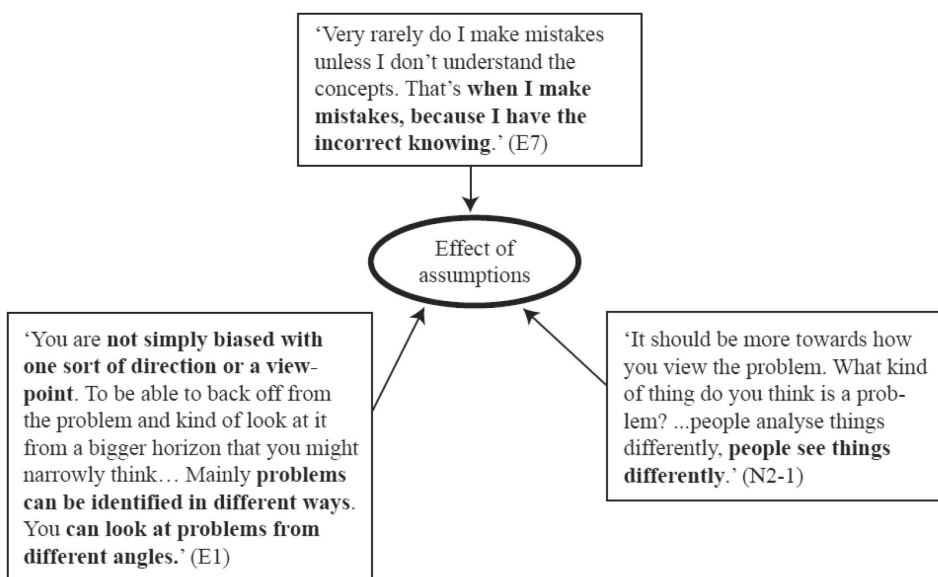 ‘Very rarely do I make mistakes
unless I don’t understand the
concepts. That’s when I make
mistakes, because I have the
incorrect knowing.’ (E7)
Effect of
assumptions
‘You are not simply biased with
one sort of direction or a view-
point. To be able to back off from
the problem and kind of look at it
from a bigger horizon that you might
narrowly think… Mainly problems
can be identified in different ways.
You can look at problems from
different angles.’ (E1)
‘It should be more towards how
you view the problem. What kind
of thing do you think is a prob-
lem? ...people analyse things
differently, people see things
differently.’ (N2-1)